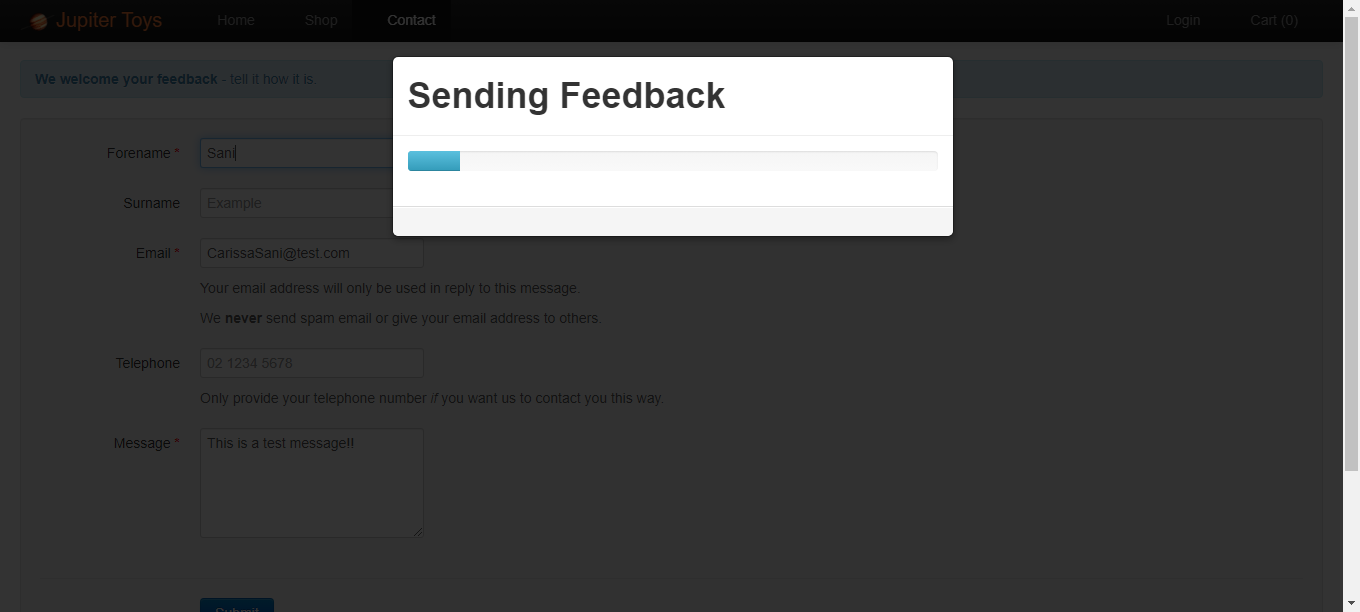 Jupiter Toys Home Shop Contact Login Cart (0)
We welcome your feedback - tell it how it is.
Sending Feedback
Forename * Sani
Surname Example
Email * CarissaSani@test.com
Your email address will only be used in reply to this message.
We never send spam email or give your email address to others.
Telephone 02 1234 5678
Only provide your telephone number if you want us to contact you this way.
Message * This is a test message!!
Submit